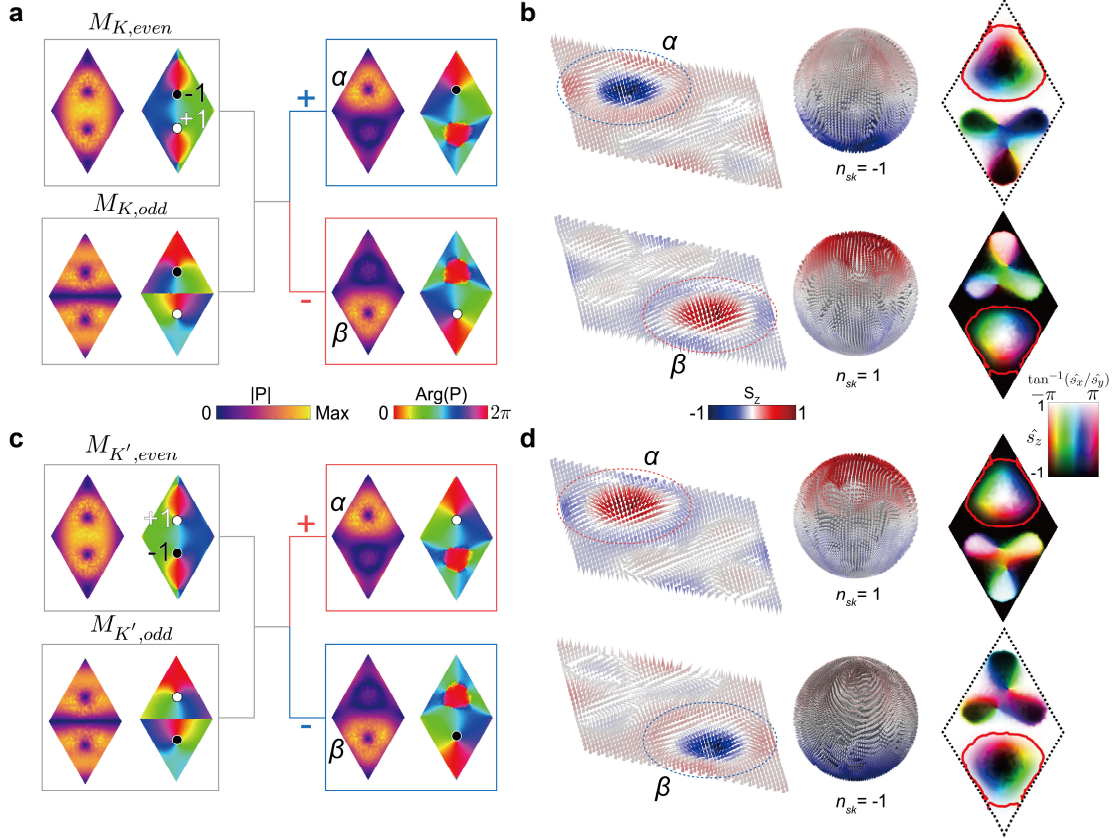 a
M_{K,even}
-1
+1
M_{K,odd}
+
α
-
β
0 |P| Max
0 Arg(P) 2π
b
α
n_{sk} = -1
β
n_{sk} = 1
S_z
-1 1
tan^{-1}(ŝ_x/ŝ_y)
-π π
1
ŝ_z
-1
c
M_{K',even}
+1
-1
M_{K',odd}
+
α
-
β
d
α
n_{sk} = 1
β
n_{sk} = -1